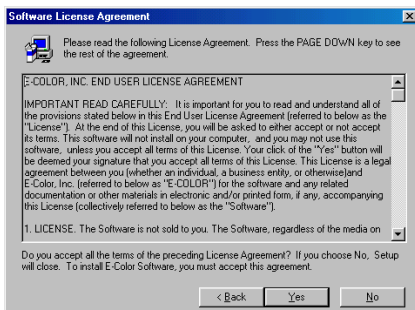 Software License Agreement
Please read the following License Agreement. Press the PAGE DOWN key to see
the rest of the agreement.
E-COLOR, INC. END USER LICENSE AGREEMENT
IMPORTANT READ CAREFULLY: It is important for you to read and understand all of
the provisions stated below in this End User License Agreement (referred to below as the
"License"). At the end of this License, you will be asked to either accept or not accept
its terms. This software will not install on your computer, and you may not use this
software, unless you accept all terms of this License. Your click of the "Yes" button will
be deemed your signature that you accept all terms of this License. This License is a legal
agreement between you (whether an individual, a business entity, or otherwise)and
E-Color, Inc. (referred to below as "E-COLOR") for the software and any related
documentation or other materials in electronic and/or printed form, if any, accompanying
this License (collectively referred to below as the "Software").
1. LICENSE. The Software is not sold to you. The Software, regardless of the media on
Do you accept all the terms of the preceding License Agreement? If you choose No, Setup
will close. To install E-Color Software, you must accept this agreement.
< Back
Yes
No